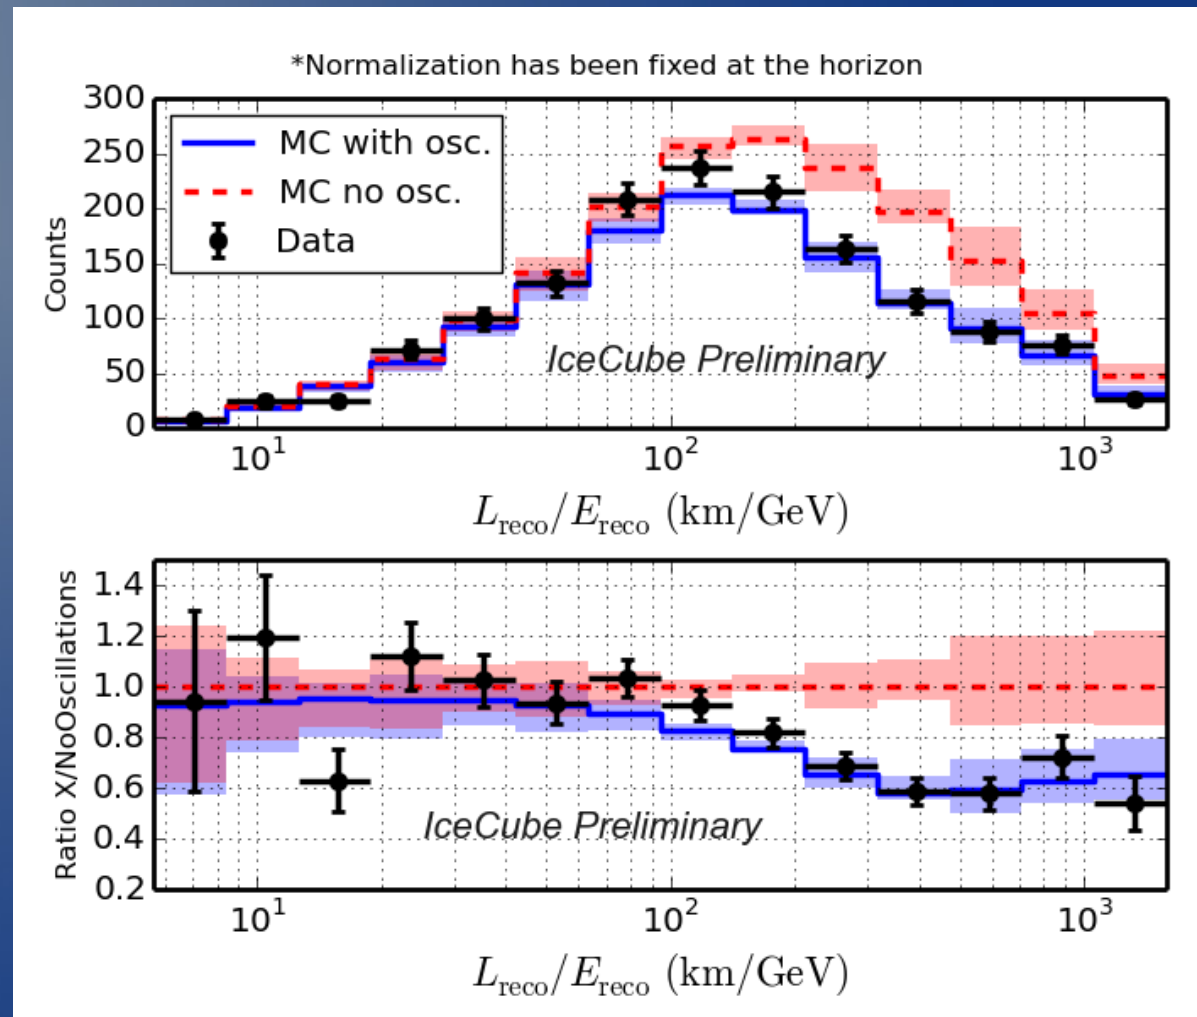 *Normalization has been fixed at the horizon
300
250
200
150
100
50
0
Counts
MC with osc.
MC no osc.
Data
IceCube Preliminary
10¹ 10² 10³
L_reco/E_reco (km/GeV)
1.4
1.2
1.0
0.8
0.6
0.4
0.2
Ratio X/NoOscillations
IceCube Preliminary
10¹ 10² 10³
L_reco/E_reco (km/GeV)